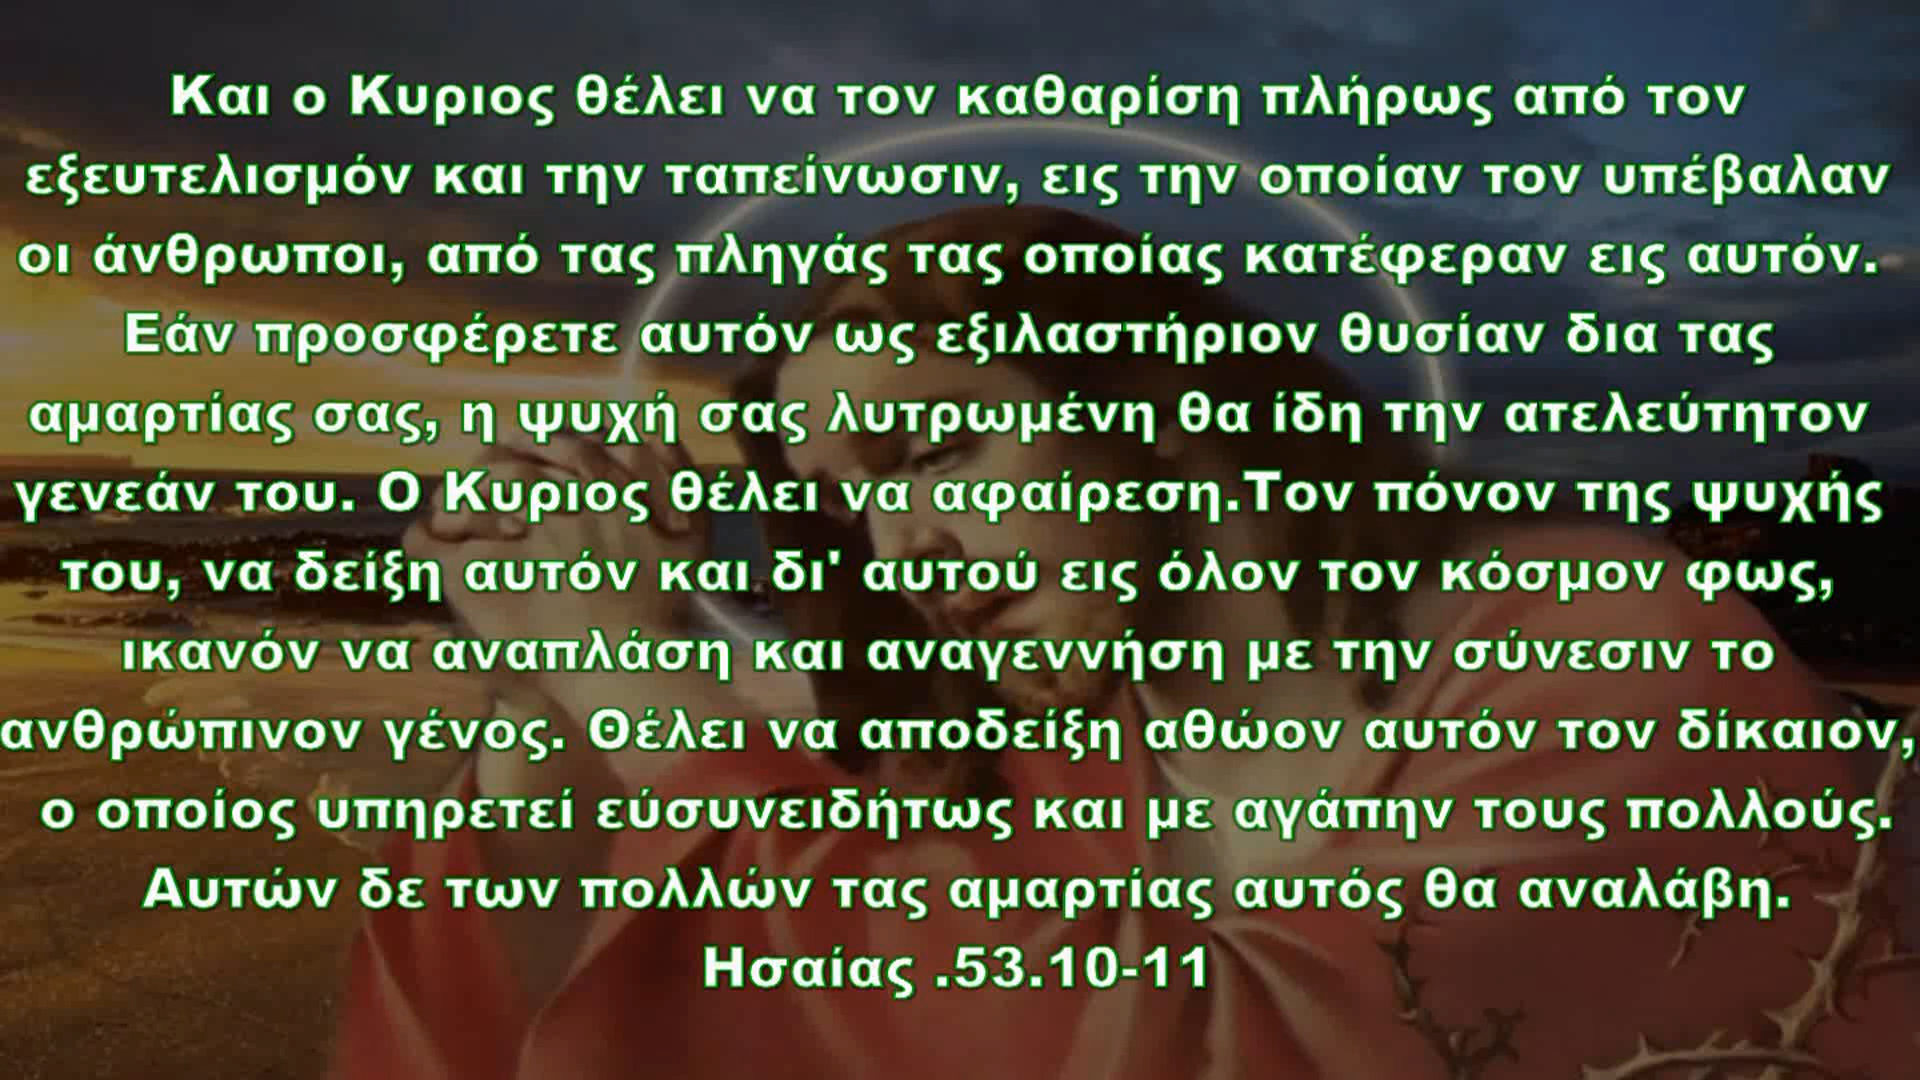 Και ο Κυριος θέλει να τον καθαρίση πλήρως από τον
εξευτελισμόν και την ταπείνωσιν, εις την οποίαν τον υπέβαλαν
οι άνθρωποι, από τας πληγάς τας οποίας κατέφεραν εις αυτόν.
Εάν προσφέρετε αυτόν ως εξιλαστήριον θυσίαν δια τας
αμαρτίας σας, η ψυχή σας λυτρωμένη θα ίδη την ατελεύτητον
γενεάν του. Ο Κυριος θέλει να αφαίρεση.Τον πόνον της ψυχής
του, να δείξη αυτόν και δι' αυτού εις όλον τον κόσμον φως,
ικανόν να αναπλάση και αναγεννήση με την σύνεσιν το
ανθρώπινον γένος. Θέλει να αποδείξη αθώον αυτόν τον δίκαιον,
ο οποίος υπηρετεί εύσυνειδήτως και με αγάπην τους πολλούς.
Αυτών δε των πολλών τας αμαρτίας αυτός θα αναλάβη.
Ησαίας .53.10-11